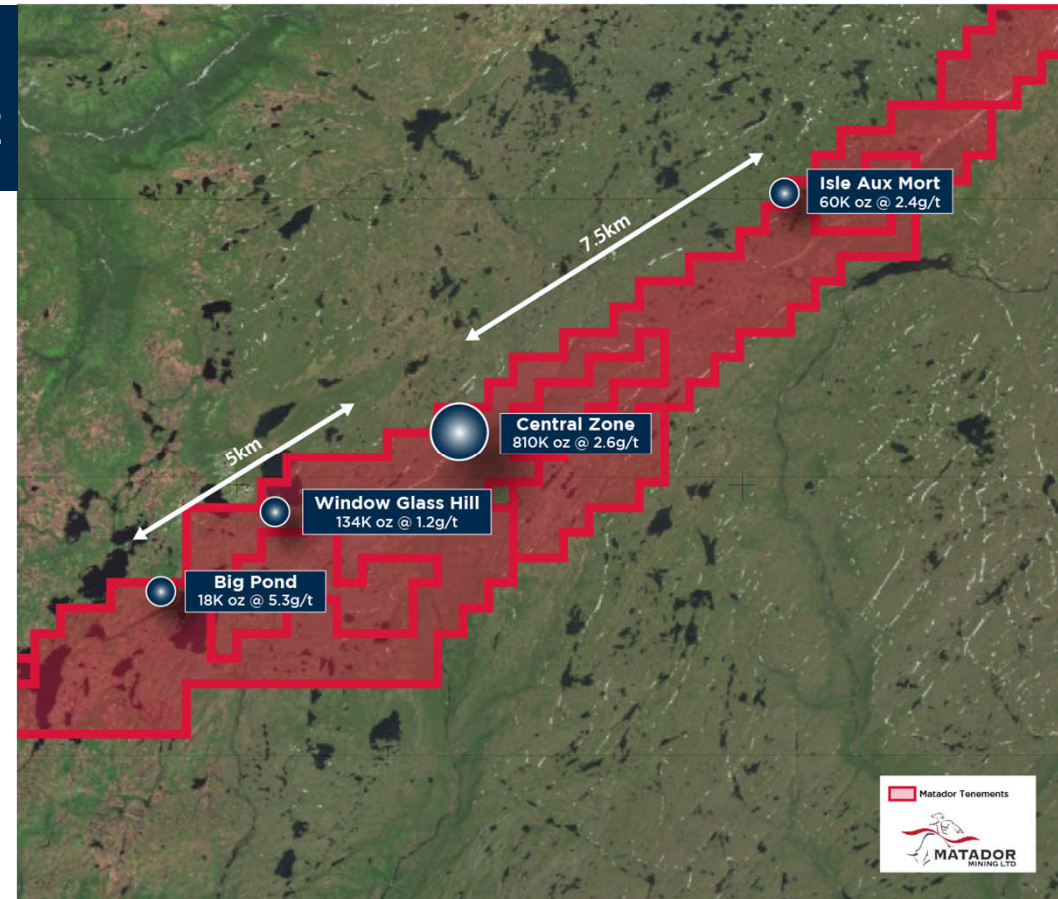 Isle Aux Mort
60K oz @ 2.4g/t
7.5km
Central Zone
810K oz @ 2.6g/t
5km
Window Glass Hill
134K oz @ 1.2g/t
Big Pond
18K oz @ 5.3g/t
Matador Tenements
MATADOR
MINING LTD